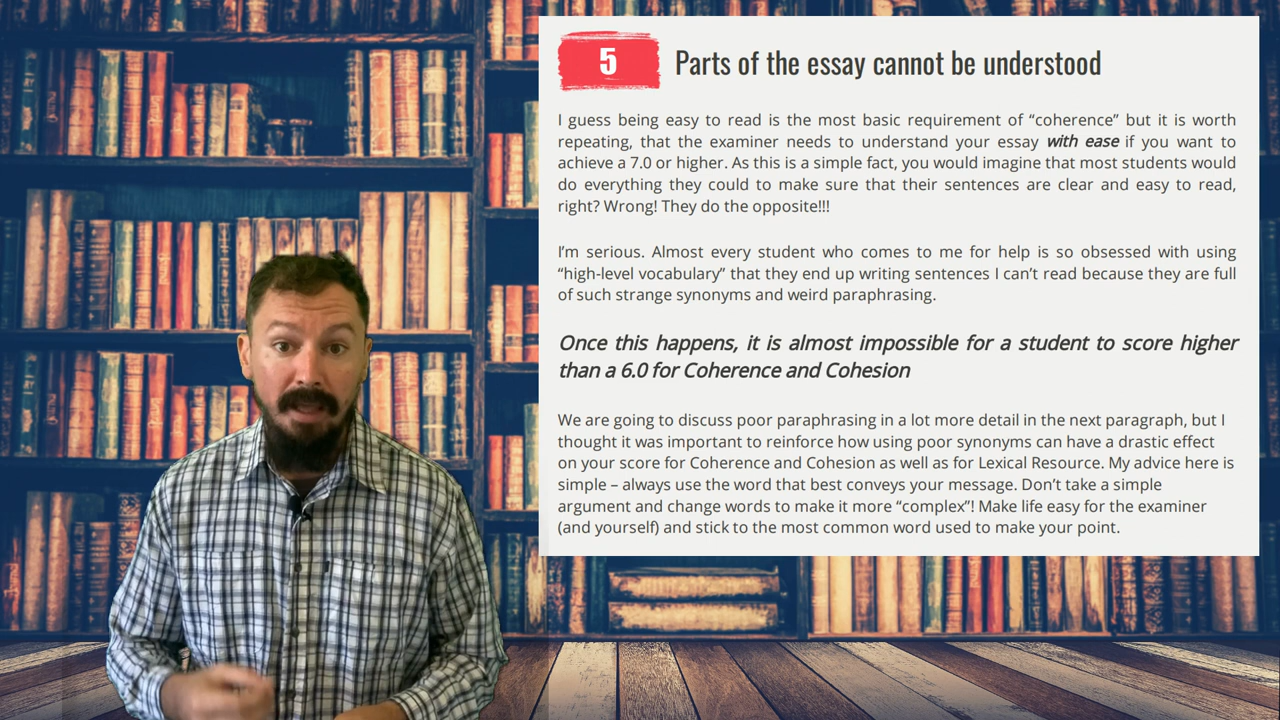 5
Parts of the essay cannot be understood
I guess being easy to read is the most basic requirement of “coherence” but it is worth
repeating, that the examiner needs to understand your essay with ease if you want to
achieve a 7.0 or higher. As this is a simple fact, you would imagine that most students would
do everything they could to make sure that their sentences are clear and easy to read,
right? Wrong! They do the opposite!!!
I’m serious. Almost every student who comes to me for help is so obsessed with using
“high-level vocabulary” that they end up writing sentences I can’t read because they are full
of such strange synonyms and weird paraphrasing.
Once this happens, it is almost impossible for a student to score higher
than a 6.0 for Coherence and Cohesion
We are going to discuss poor paraphrasing in a lot more detail in the next paragraph, but I
thought it was important to reinforce how using poor synonyms can have a drastic effect
on your score for Coherence and Cohesion as well as for Lexical Resource. My advice here is
simple – always use the word that best conveys your message. Don’t take a simple
argument and change words to make it more “complex”! Make life easy for the examiner
(and yourself) and stick to the most common word used to make your point.